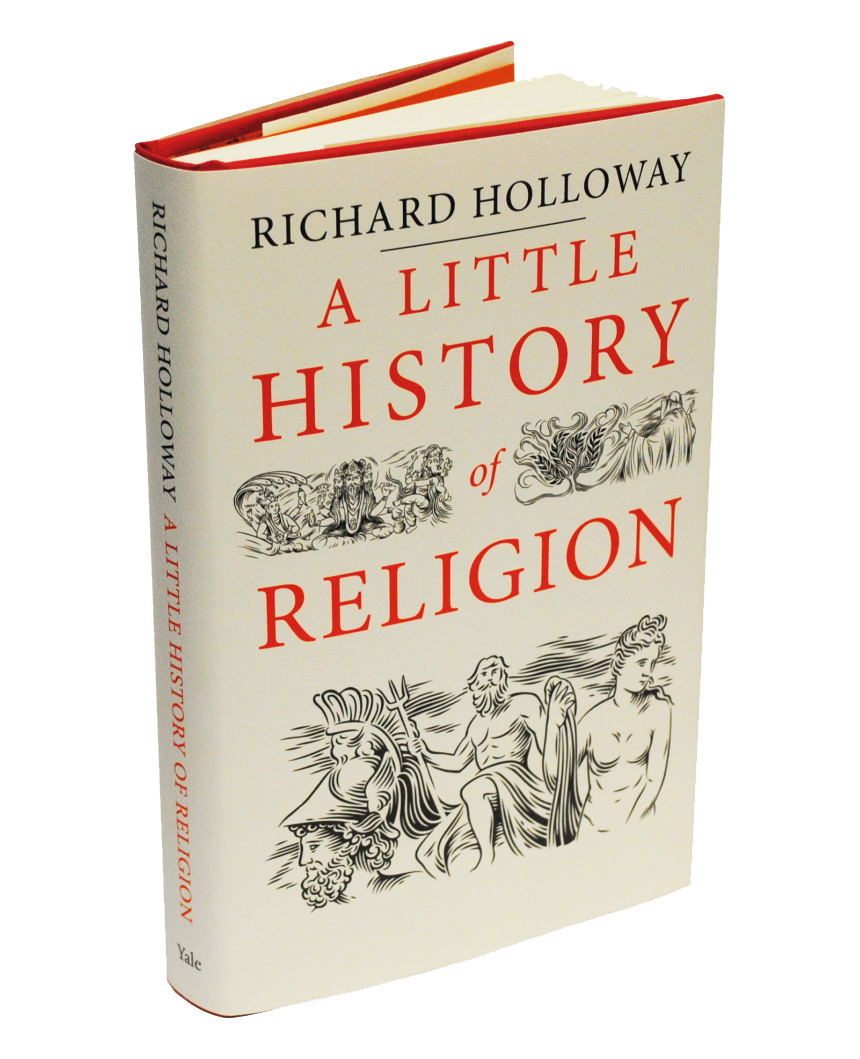 RICHARD HOLLOWAY
A LITTLE
HISTORY
of
RELIGION
RICHARD HOLLOWAY A LITTLE HISTORY OF RELIGION
Yale